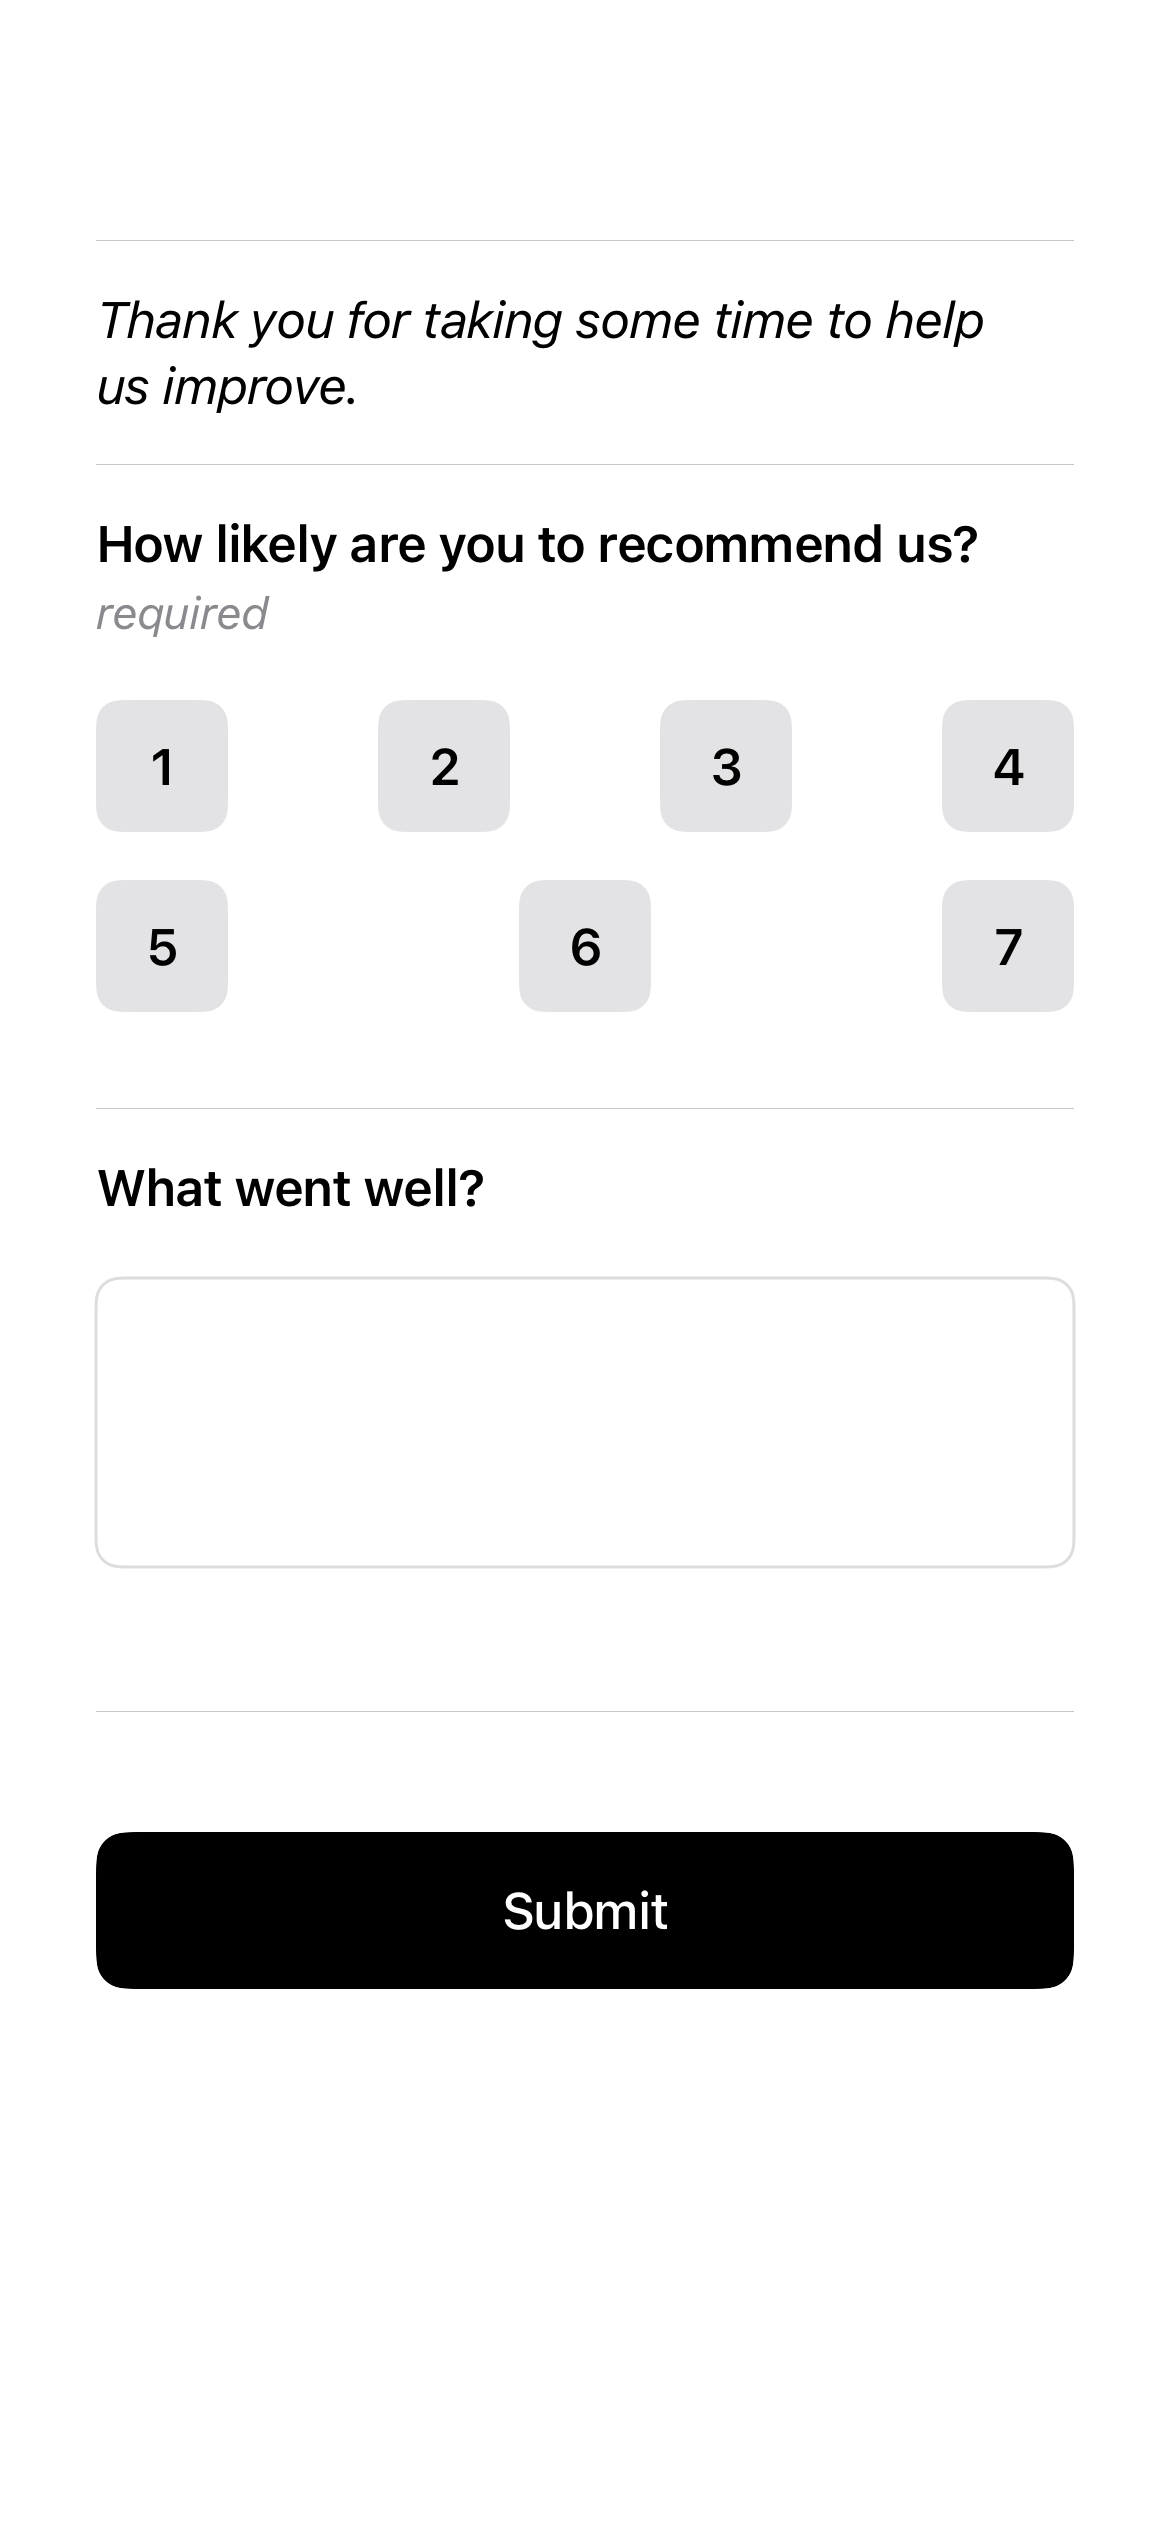 Thank you for taking some time to help
us improve.
How likely are you to recommend us?
required
1 2 3 4
5 6 7
What went well?
Submit